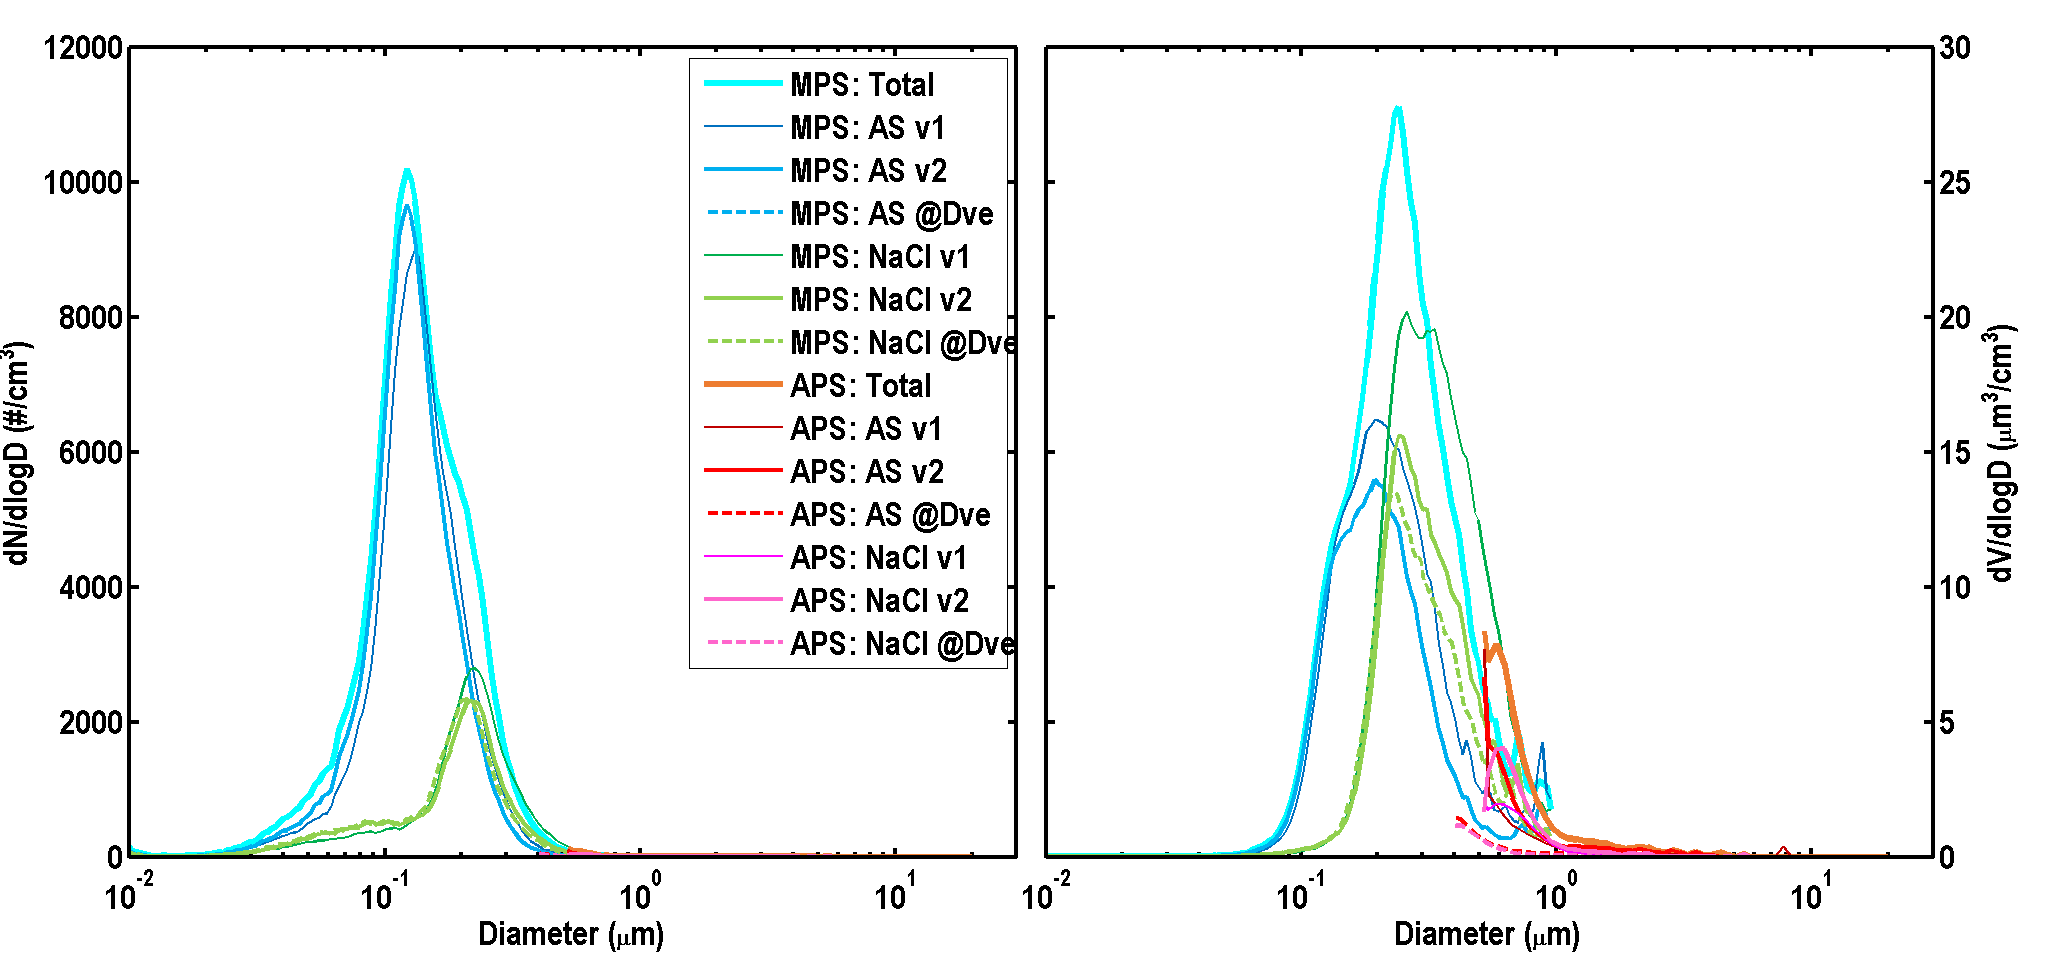 12000
10000
8000
6000
4000
2000
0
dN/dlogD (#/cm³)
10⁻²
10⁻¹
10⁰
10¹
Diameter (μm)
MPS: Total
MPS: AS v1
MPS: AS v2
MPS: AS @Dve
MPS: NaCl v1
MPS: NaCl v2
MPS: NaCl @Dve
APS: Total
APS: AS v1
APS: AS v2
APS: AS @Dve
APS: NaCl v1
APS: NaCl v2
APS: NaCl @Dve
30
25
20
15
10
5
0
dV/dlogD (μm³/cm³)
10⁻²
10⁻¹
10⁰
10¹
Diameter (μm)